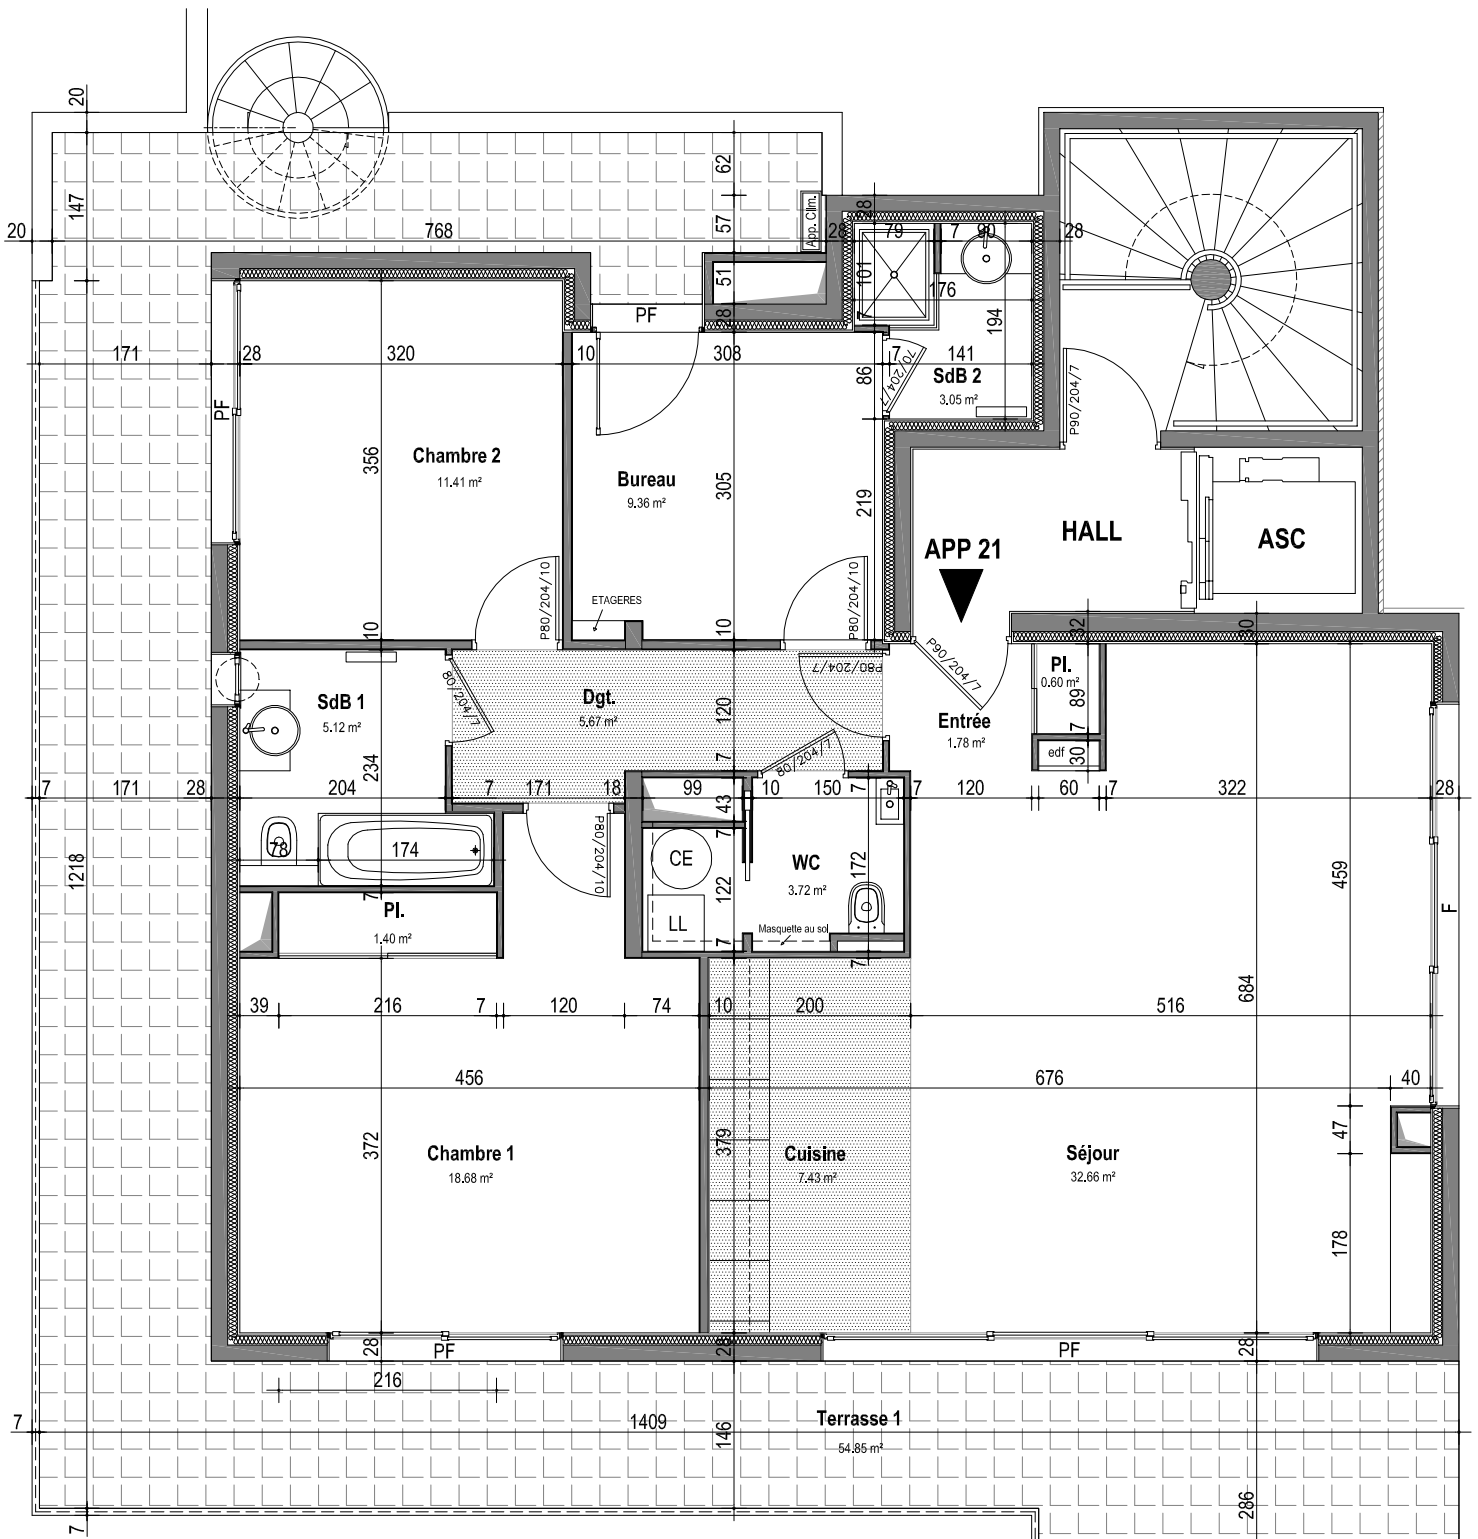 20
62
147
57
App. Clim.
28
20
768
28
79
7
90
28
51
101
176
28
PF
194
171
28
320
10
308
7
141
86
70/204/7
SdB 2
3.05 m²
P90/204/7
PF
356
Chambre 2
11.41 m²
Bureau
9.36 m²
305
219
HALL
ASC
APP 21
P80/204/10
ETAGERES
P80/204/10
10
10
32
30
P90/204/7
Pl.
0.60 m²
89
7
P80/204/7
80/204/7
SdB 1
5.12 m²
Dgt.
5.67 m²
120
Entrée
1.78 m²
edf
30
234
7
80/204/7
7
171
28
204
7
171
18
99
10
150
7
7
120
60
7
322
28
43
7
P80/204/10
78
174
CE
WC
3.72 m²
172
1218
459
F
7
Pl.
1.40 m²
122
LL
Masquette au sol
7
7
684
39
216
7
120
74
10
200
516
456
676
40
372
379
47
Chambre 1
18.68 m²
Cuisine
7.43 m²
Séjour
32.66 m²
178
28
PF
28
PF
28
216
7
1409
146
Terrasse 1
54.85 m²
286
7